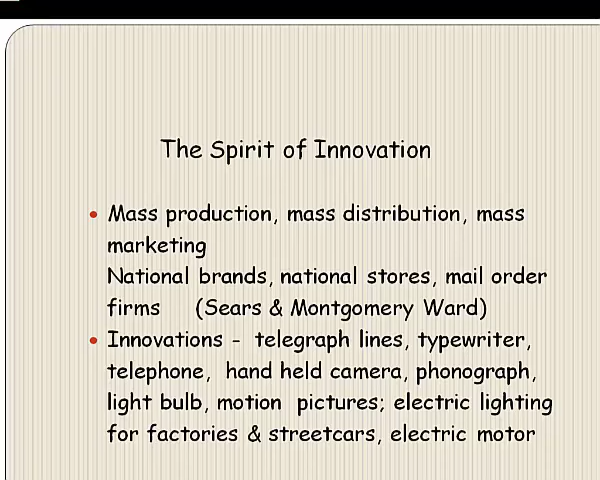 The Spirit of Innovation
• Mass production, mass distribution, mass
marketing
National brands, national stores, mail order
firms (Sears & Montgomery Ward)
• Innovations - telegraph lines, typewriter,
telephone, hand held camera, phonograph,
light bulb, motion pictures; electric lighting
for factories & streetcars, electric motor